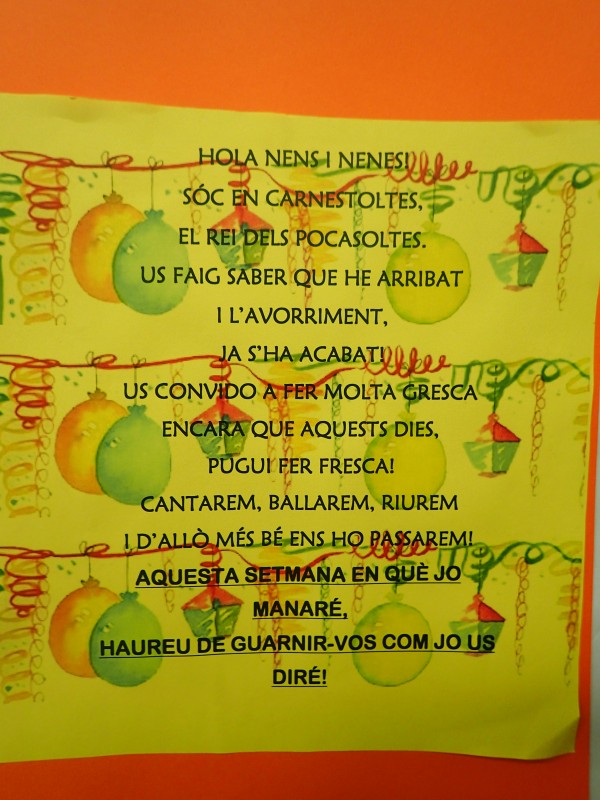 HOLA NENS I NENES!
SÓC EN CARNESTOLTES,
EL REI DELS POCASOLTES.
US FAIG SABER QUE HE ARRIBAT
I L'AVORRIMENT,
JA S'HA ACABAT!
US CONVIDO A FER MOLTA GRESCA
ENCARA QUE AQUESTS DIES,
PUGUI FER FRESCA!
CANTAREM, BALLAREM, RIUREM
I D'ALLÒ MÉS BÉ ENS HO PASSAREM!
AQUESTA SETMANA EN QUÈ JO
MANARÉ,
HAUREU DE GUARNIR-VOS COM JO US
DIRÉ!